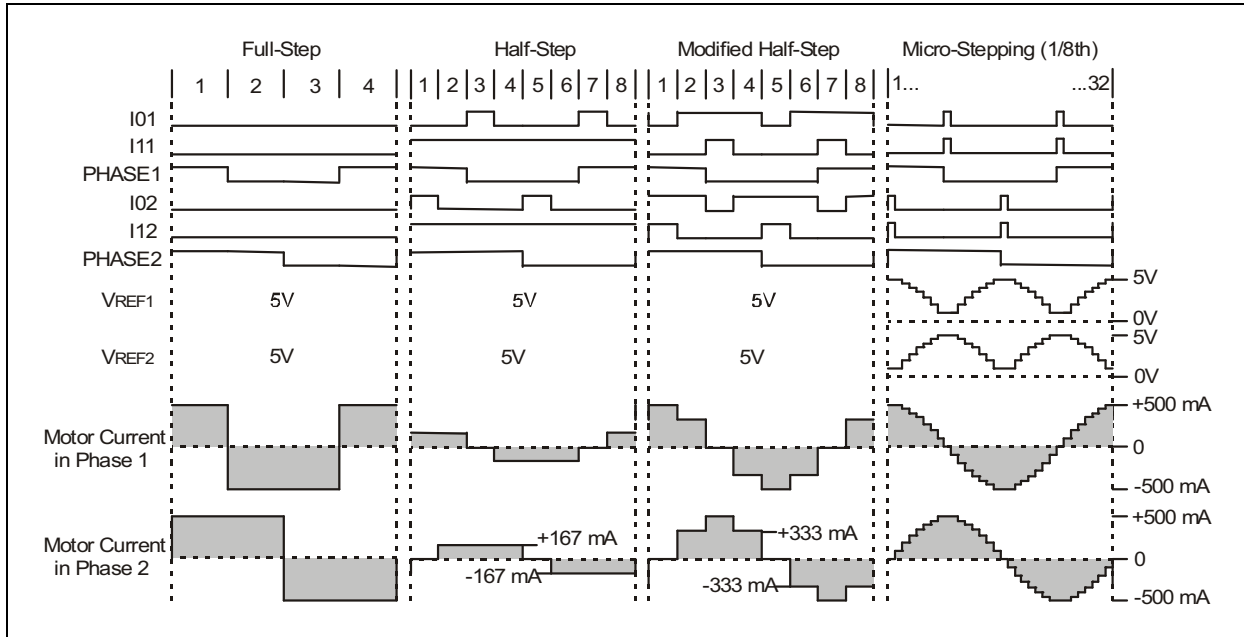 Full-Step Half-Step Modified Half-Step Micro-Stepping (1/8th)
1 2 3 4 1 2 3 4 5 6 7 8 1 2 3 4 5 6 7 8 1... ...32
I01
I11
PHASE1
I02
I12
PHASE2
VREF1 5V 5V 5V 5V
0V
VREF2 5V 5V 5V 5V
0V
+500 mA
Motor Current
in Phase 1
0
-500 mA
+500 mA
Motor Current
in Phase 2
+167 mA
-167 mA
+333 mA
-333 mA
0
-500 mA